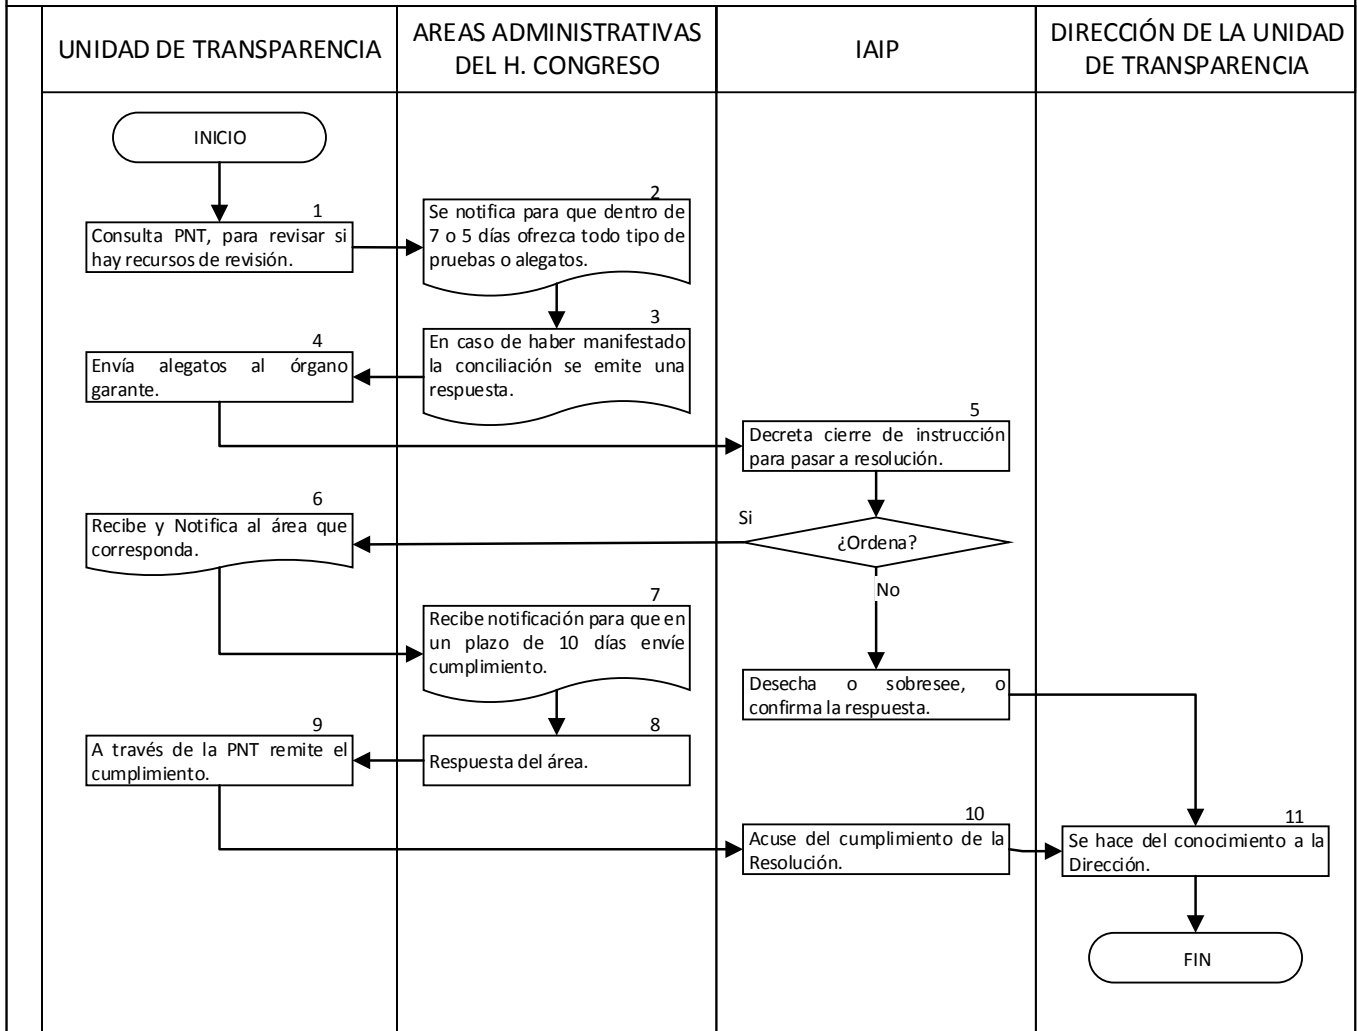 UNIDAD DE TRANSPARENCIA
AREAS ADMINISTRATIVAS
DEL H. CONGRESO
IAIP
DIRECCIÓN DE LA UNIDAD
DE TRANSPARENCIA
INICIO
1
Consulta PNT, para revisar si
hay recursos de revisión.
2
Se notifica para que dentro de
7 o 5 días ofrezca todo tipo de
pruebas o alegatos.
3
En caso de haber manifestado
la conciliación se emite una
respuesta.
4
Envía alegatos al órgano
garante.
5
Decreta cierre de instrucción
para pasar a resolución.
¿Ordena?
Si
No
6
Recibe y Notifica al área que
corresponda.
7
Recibe notificación para que en
un plazo de 10 días envíe
cumplimiento.
Desecha o sobresee, o
confirma la respuesta.
8
Respuesta del área.
9
A través de la PNT remite el
cumplimiento.
10
Acuse del cumplimiento de la
Resolución.
11
Se hace del conocimiento a la
Dirección.
FIN